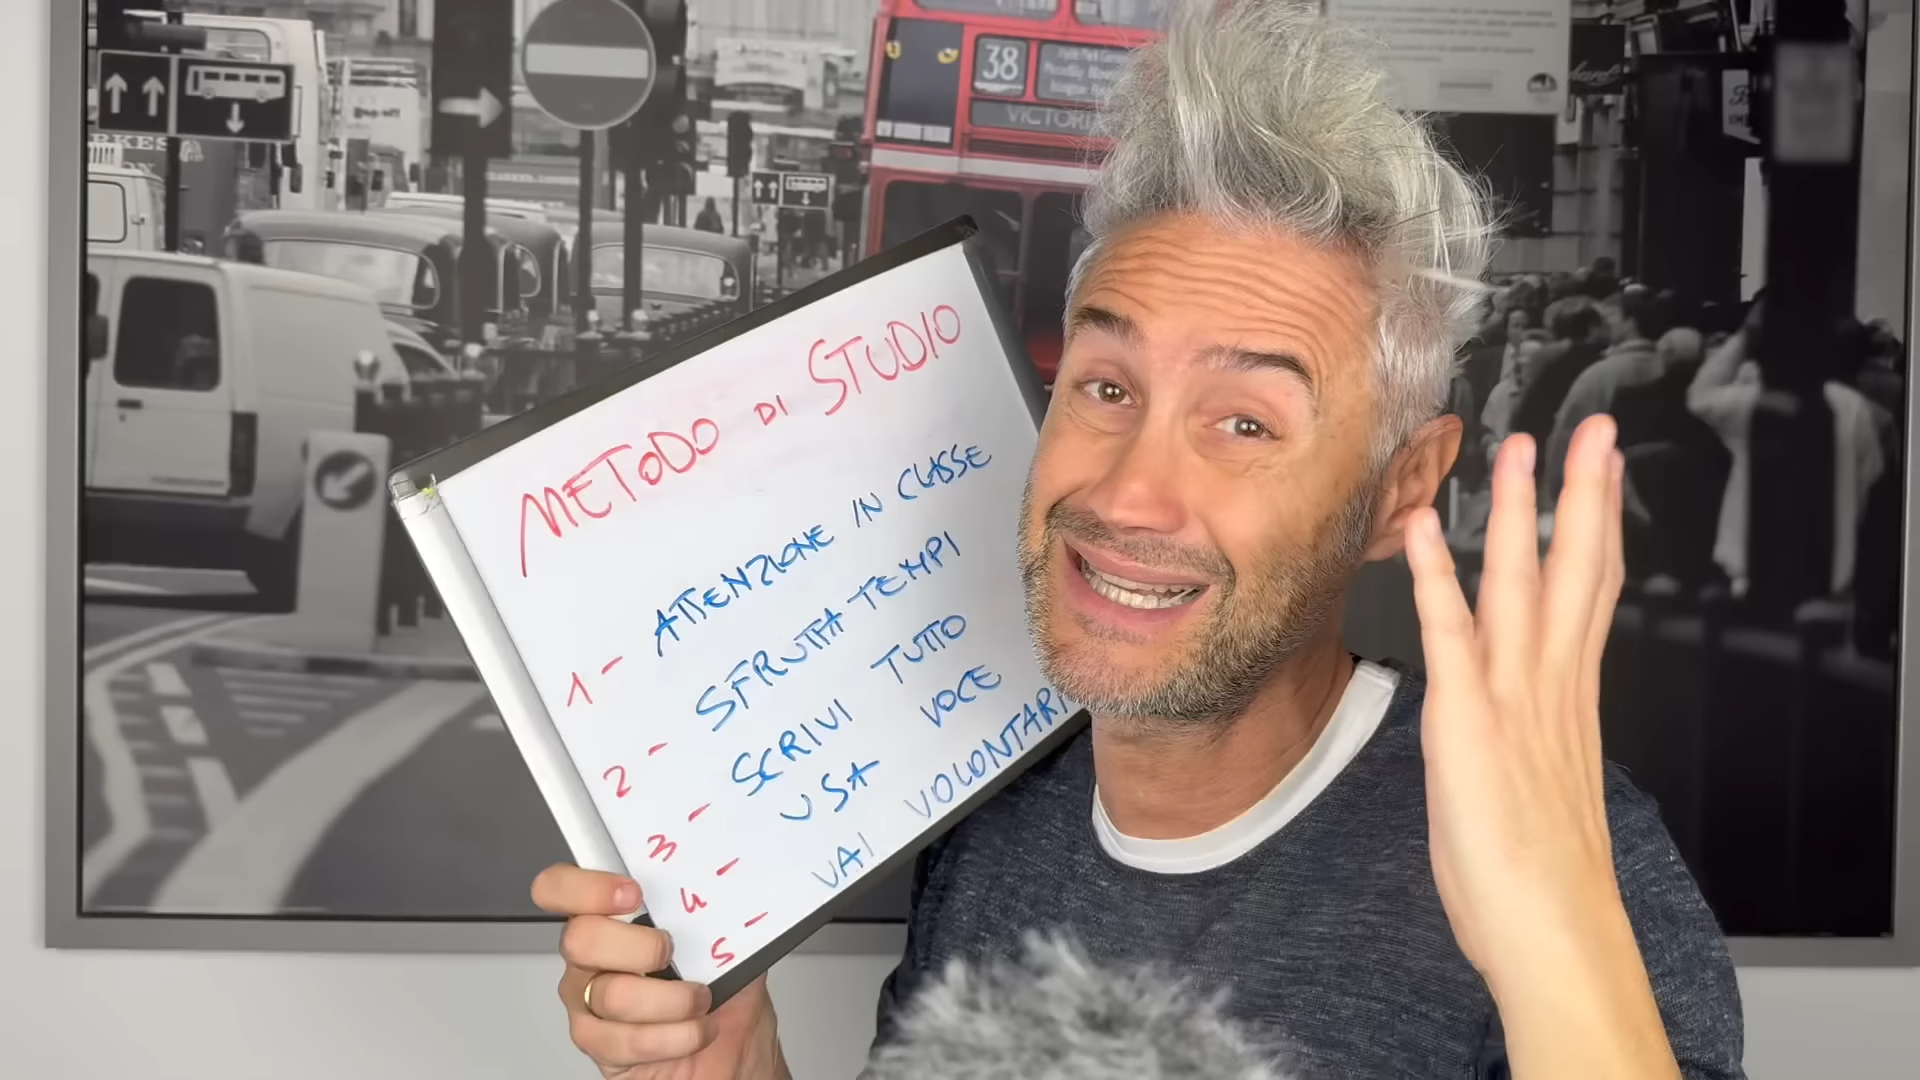 METODO DI STUDIO
1- ATTENZIONE IN CLASSE
2- SFRUTTA TEMPI
3- SCRIVI TUTTO
4- USA VOCE
5- VAI VOLONTARI
38
VICTORIA